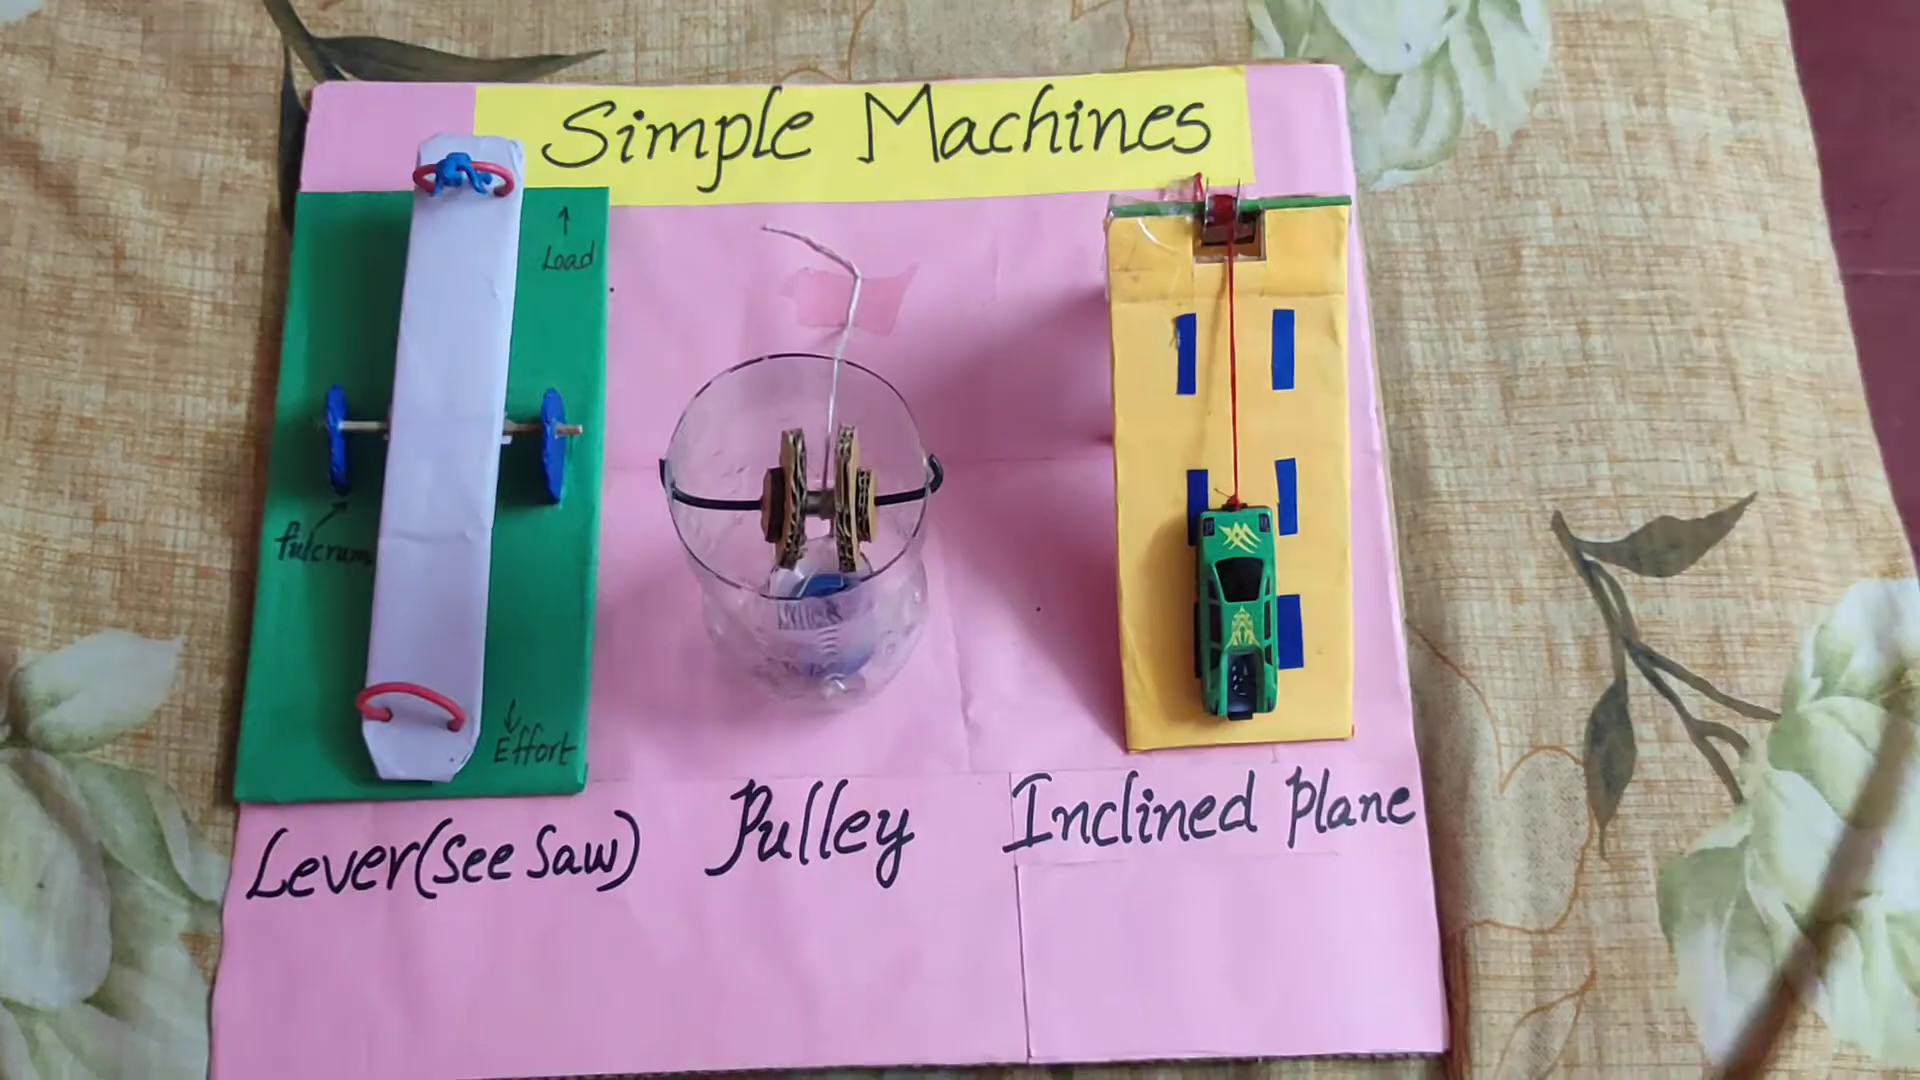 Simple Machines
↑
Load
fulcrum
↓
Effort
Lever(See Saw)
Pulley
Inclined Plane